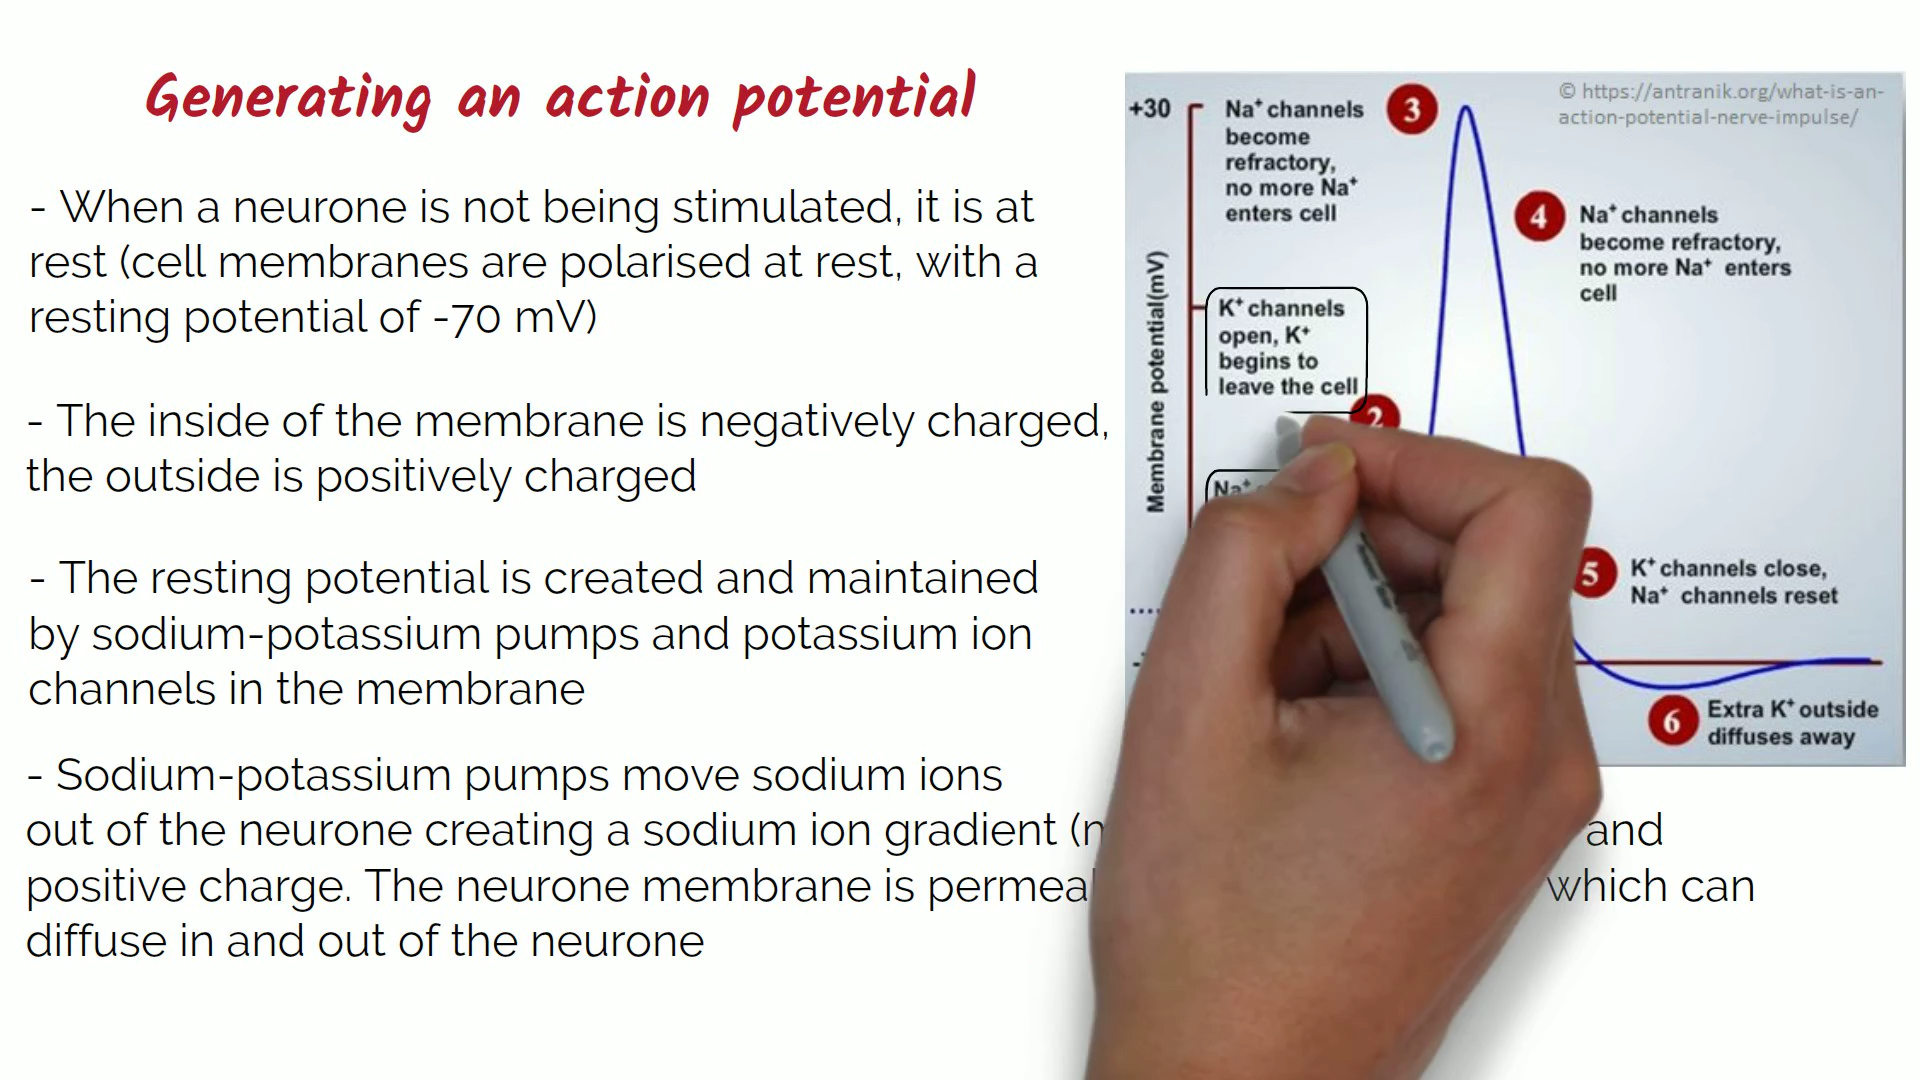 Generating an action potential
- When a neurone is not being stimulated, it is at
rest (cell membranes are polarised at rest, with a
resting potential of -70 mV)
- The inside of the membrane is negatively charged,
the outside is positively charged
- The resting potential is created and maintained
by sodium-potassium pumps and potassium ion
channels in the membrane
- Sodium-potassium pumps move sodium ions
out of the neurone creating a sodium ion gradient and
positive charge. The neurone membrane is which can
diffuse in and out of the neurone
© https://antranik.org/what-is-an-
action-potential-nerve-impulse/
+30
Membrane potential(mV)
Na⁺ channels
become
refractory,
no more Na⁺
enters cell
3
4
Na⁺ channels
become refractory,
no more Na⁺ enters
cell
K⁺ channels
open, K⁺
begins to
leave the cell
2
Na⁺
5
K⁺ channels close,
Na⁺ channels reset
6
Extra K⁺ outside
diffuses away